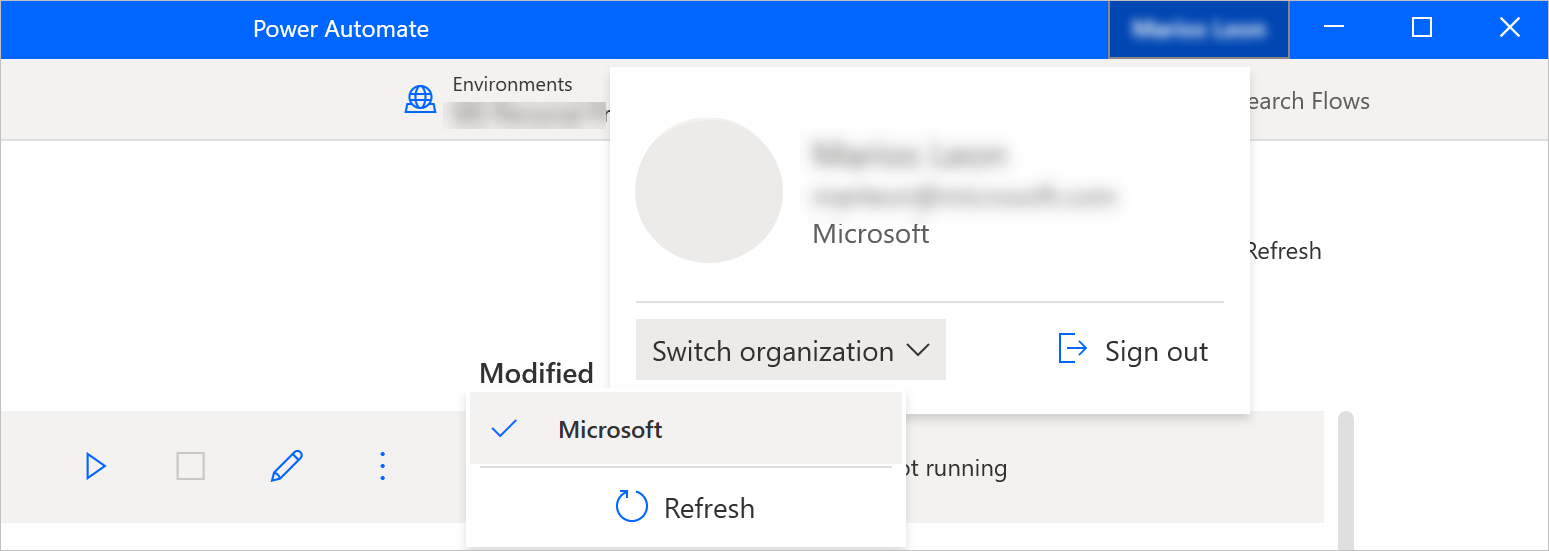 Power Automate
Environments
earch Flows
Microsoft
Refresh
Switch organization
Sign out
Modified
Microsoft
ot running
Refresh